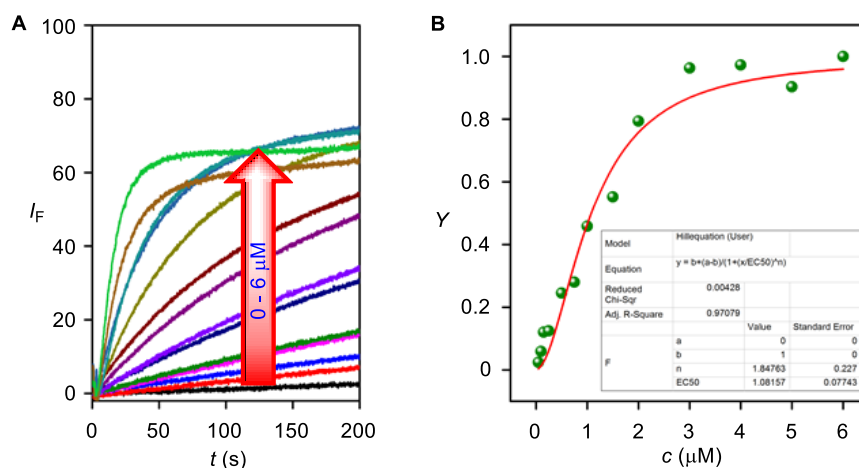 A
100
80
60
40
20
0
I_F
0 - 6 μM
0 50 100 150 200
t (s)
B
1.0
0.8
0.6
0.4
0.2
0
Y
Model Hillequation (User)
Equation y = b+(a-b)/(1+(x/EC50)^n)
Reduced
Chi-Sqr 0.00428
Adj. R-Square 0.97079
Value Standard Error
F
a 0 0
b 1 0
n 1.84763 0.227
EC50 1.08157 0.07743
0 1 2 3 4 5 6
c (μM)